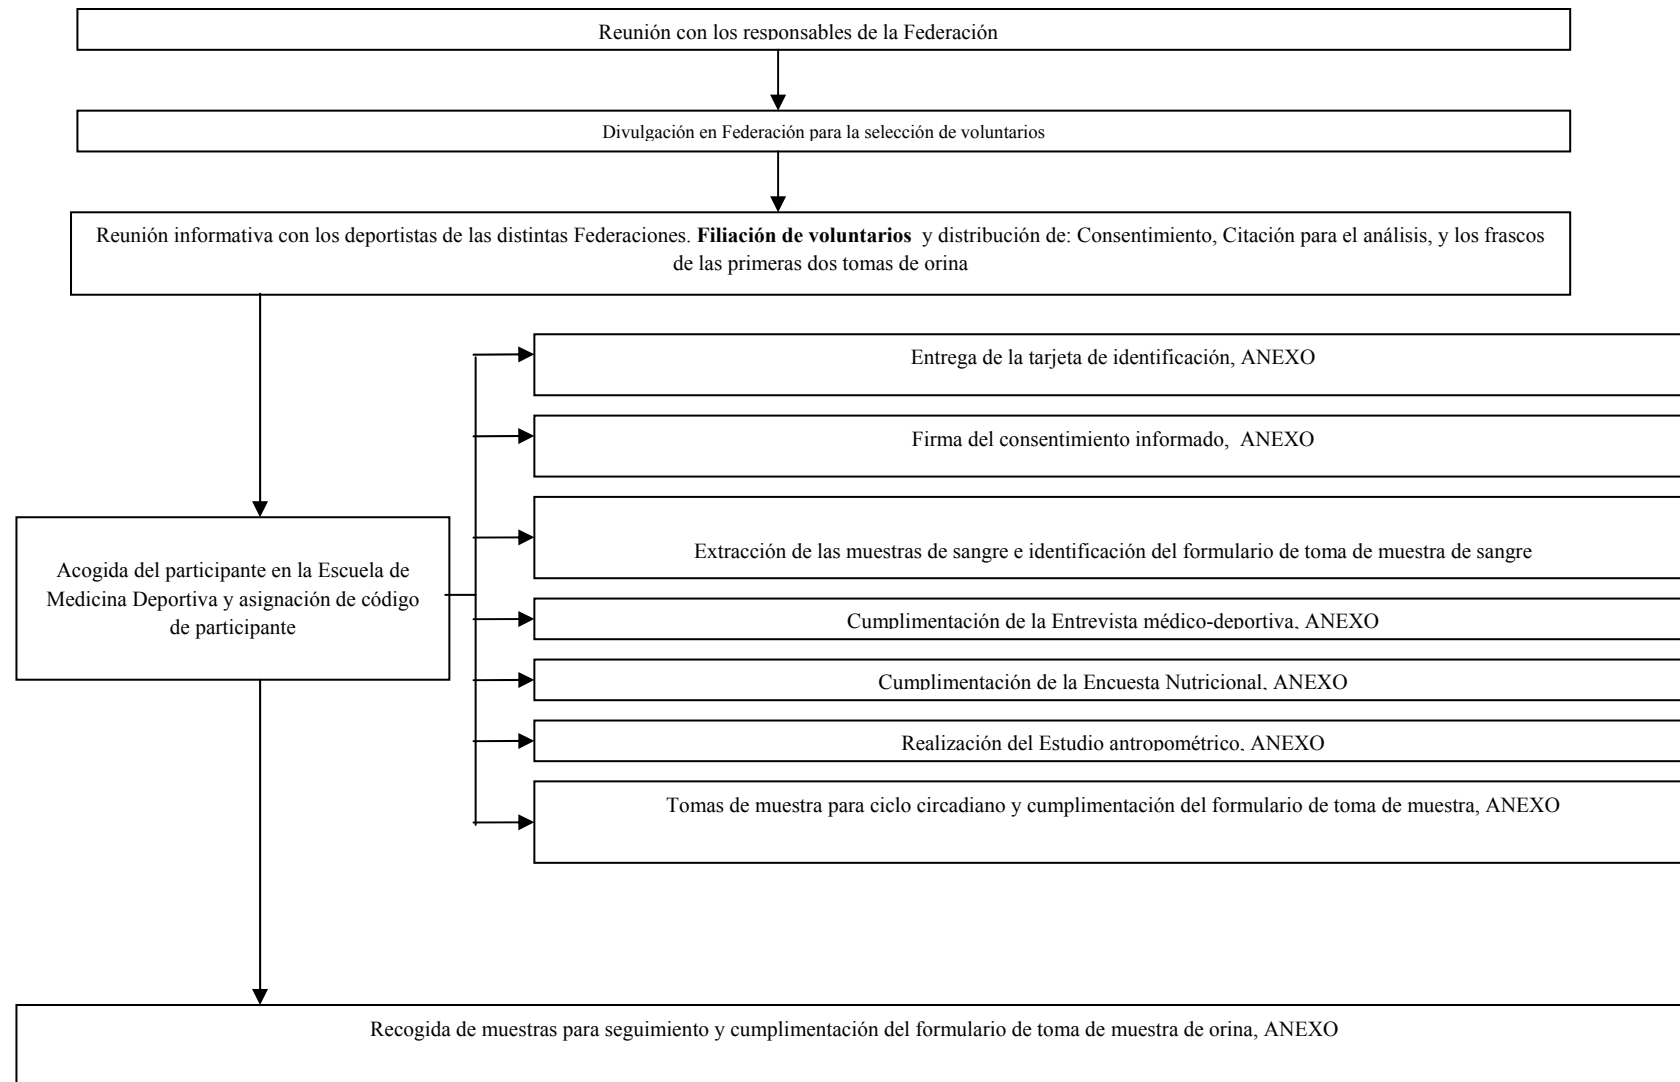 Reunión con los responsables de la Federación
Divulgación en Federación para la selección de voluntarios
Reunión informativa con los deportistas de las distintas Federaciones. Filiación de voluntarios y distribución de: Consentimiento, Citación para el análisis, y los frascos
de las primeras dos tomas de orina
Entrega de la tarjeta de identificación, ANEXO
Firma del consentimiento informado, ANEXO
Extracción de las muestras de sangre e identificación del formulario de toma de muestra de sangre
Acogida del participante en la Escuela de
Medicina Deportiva y asignación de código
de participante
Cumplimentación de la Entrevista médico-deportiva, ANEXO
Cumplimentación de la Encuesta Nutricional, ANEXO
Realización del Estudio antropométrico, ANEXO
Tomas de muestra para ciclo circadiano y cumplimentación del formulario de toma de muestra, ANEXO
Recogida de muestras para seguimiento y cumplimentación del formulario de toma de muestra de orina, ANEXO